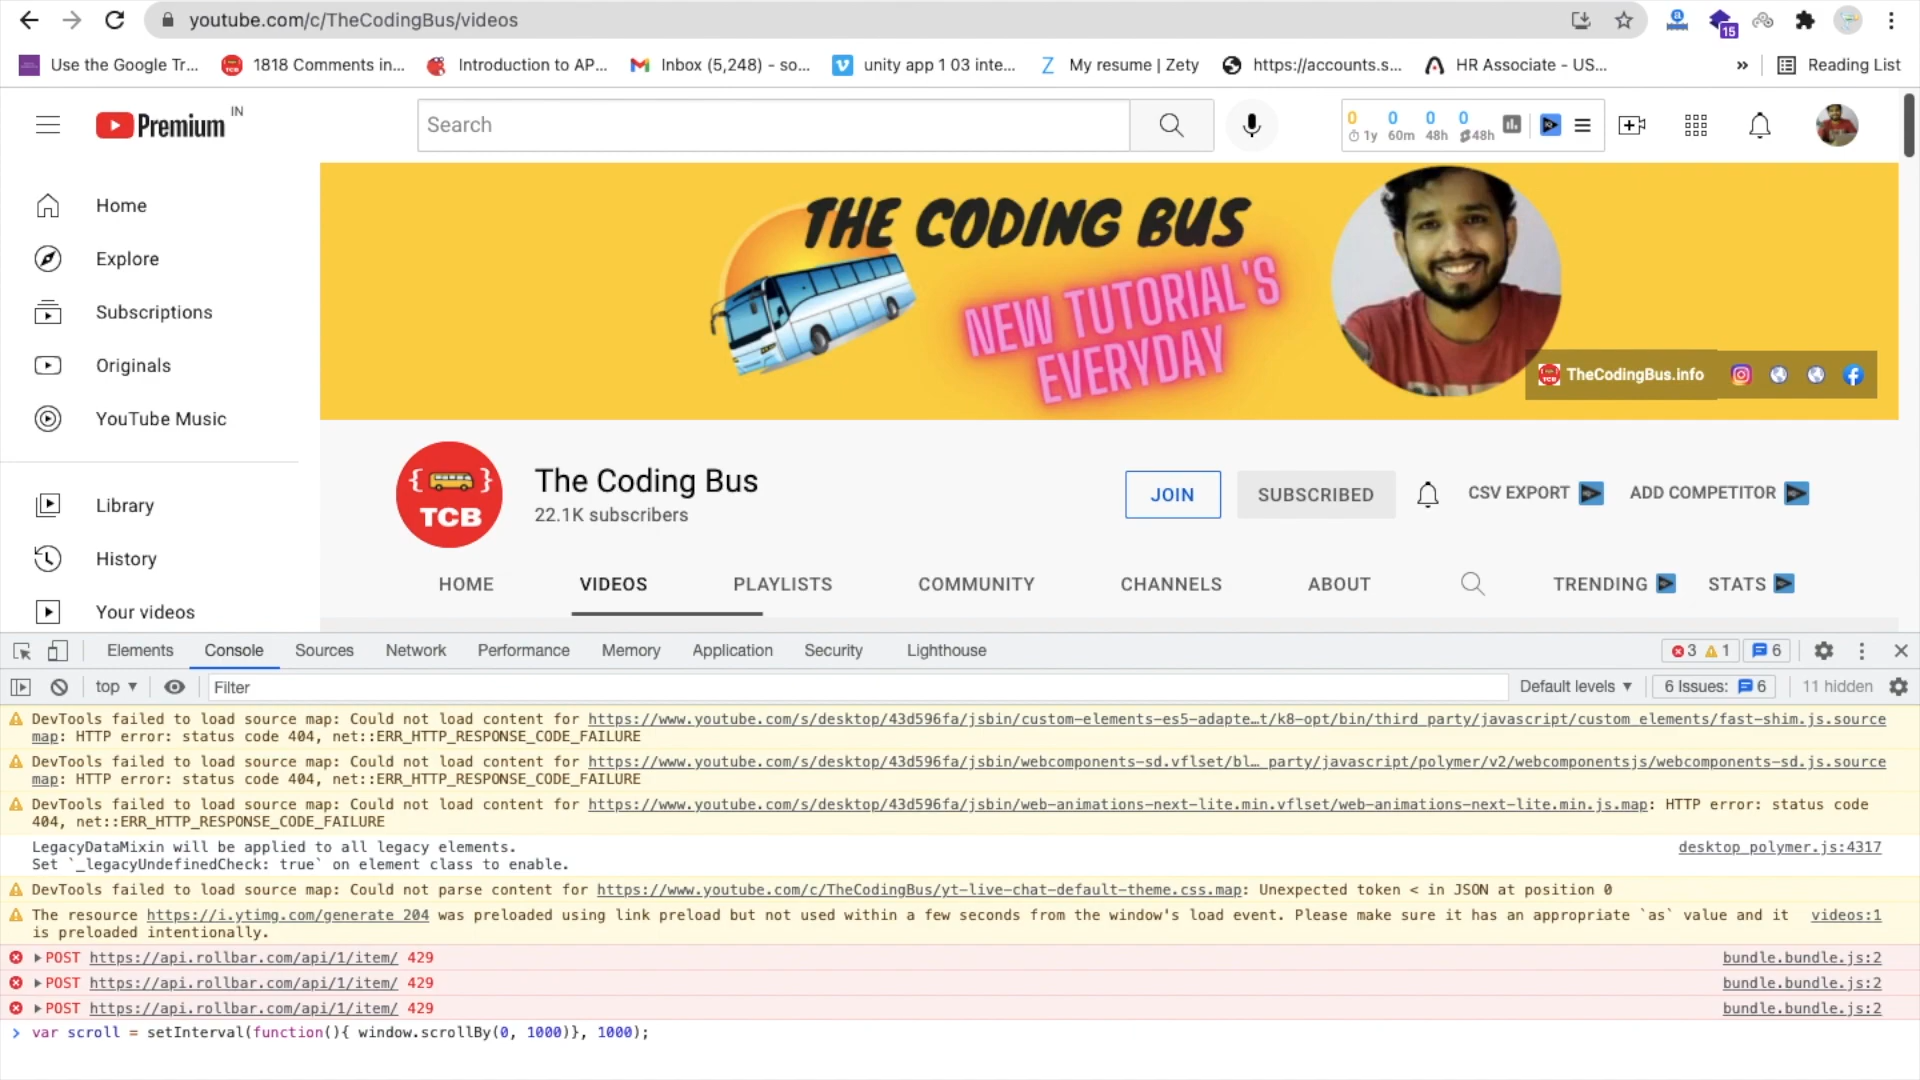 youtube.com/c/TheCodingBus/videos
15
Use the Google Tr...
1818 Comments in...
Introduction to AP...
Inbox (5,248) - so...
unity app 1 03 inte...
My resume | Zety
https://accounts.s...
HR Associate - US...
»
Reading List
Premium IN
Search
0 0 0 0
1y 60m 48h 48h
Home
Explore
Subscriptions
Originals
YouTube Music
Library
History
Your videos
THE CODING BUS
NEW TUTORIAL'S
EVERYDAY
TheCodingBus.info
{ }
TCB
The Coding Bus
22.1K subscribers
JOIN
SUBSCRIBED
CSV EXPORT
ADD COMPETITOR
HOME
VIDEOS
PLAYLISTS
COMMUNITY
CHANNELS
ABOUT
TRENDING
STATS
Elements Console Sources Network Performance Memory Application Security Lighthouse 3 1 6
top Filter Default levels 6 Issues: 6 11 hidden
DevTools failed to load source map: Could not load content for https://www.youtube.com/s/desktop/43d596fa/jsbin/custom-elements-es5-adapte…t/k8-opt/bin/third_party/javascript/custom_elements/fast-shim.js.source
map: HTTP error: status code 404, net::ERR_HTTP_RESPONSE_CODE_FAILURE
DevTools failed to load source map: Could not load content for https://www.youtube.com/s/desktop/43d596fa/jsbin/webcomponents-sd.vflset/bl…_party/javascript/polymer/v2/webcomponentsjs/webcomponents-sd.js.source
map: HTTP error: status code 404, net::ERR_HTTP_RESPONSE_CODE_FAILURE
DevTools failed to load source map: Could not load content for https://www.youtube.com/s/desktop/43d596fa/jsbin/web-animations-next-lite.min.vflset/web-animations-next-lite.min.js.map: HTTP error: status code
404, net::ERR_HTTP_RESPONSE_CODE_FAILURE
LegacyDataMixin will be applied to all legacy elements. desktop_polymer.js:4317
Set `_legacyUndefinedCheck: true` on element class to enable.
DevTools failed to load source map: Could not parse content for https://www.youtube.com/c/TheCodingBus/yt-live-chat-default-theme.css.map: Unexpected token < in JSON at position 0
The resource https://i.ytimg.com/generate_204 was preloaded using link preload but not used within a few seconds from the window's load event. Please make sure it has an appropriate `as` value and it videos:1
is preloaded intentionally.
POST https://api.rollbar.com/api/1/item/ 429 bundle.bundle.js:2
POST https://api.rollbar.com/api/1/item/ 429 bundle.bundle.js:2
POST https://api.rollbar.com/api/1/item/ 429 bundle.bundle.js:2
> var scroll = setInterval(function(){ window.scrollBy(0, 1000)}, 1000);